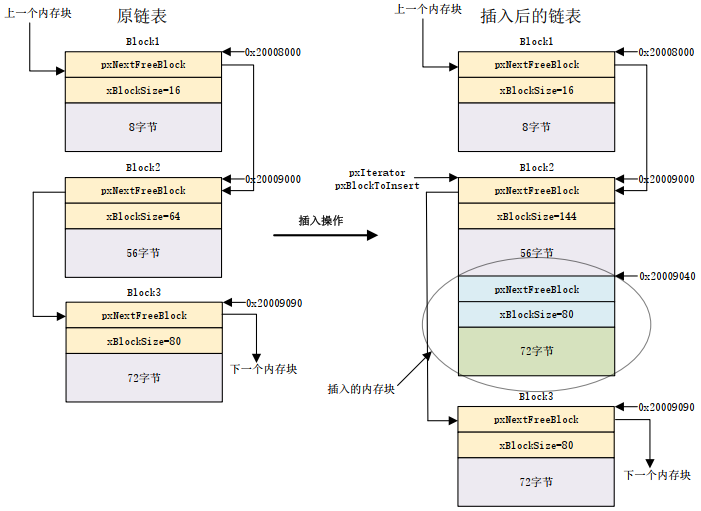 原链表
上一个内存块
Block1
0x20008000
pxNextFreeBlock
xBlockSize=16
8字节
Block2
0x20009000
pxNextFreeBlock
xBlockSize=64
56字节
Block3
0x20009090
pxNextFreeBlock
xBlockSize=80
72字节
下一个内存块
插入操作
插入后的链表
上一个内存块
Block1
0x20008000
pxNextFreeBlock
xBlockSize=16
8字节
pxIterator
pxBlockToInsert
Block2
0x20009000
pxNextFreeBlock
xBlockSize=144
56字节
0x20009040
pxNextFreeBlock
xBlockSize=80
72字节
插入的内存块
Block3
0x20009090
pxNextFreeBlock
xBlockSize=80
72字节
下一个内存块